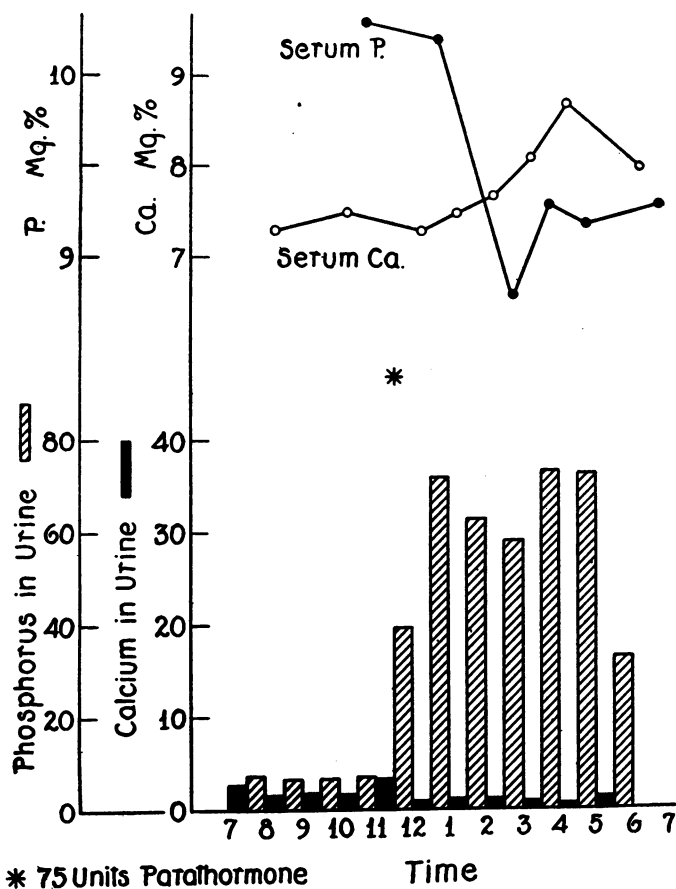 Serum P.
Serum Ca.
P. Mg.%
10
9
Ca. Mg.%
9
8
7
*
Phosphorus in Urine
80
60
40
20
0
Calcium in Urine
40
30
20
10
0
7 8 9 10 11 12 1 2 3 4 5 6 7
* 75 Units Parathormone
Time